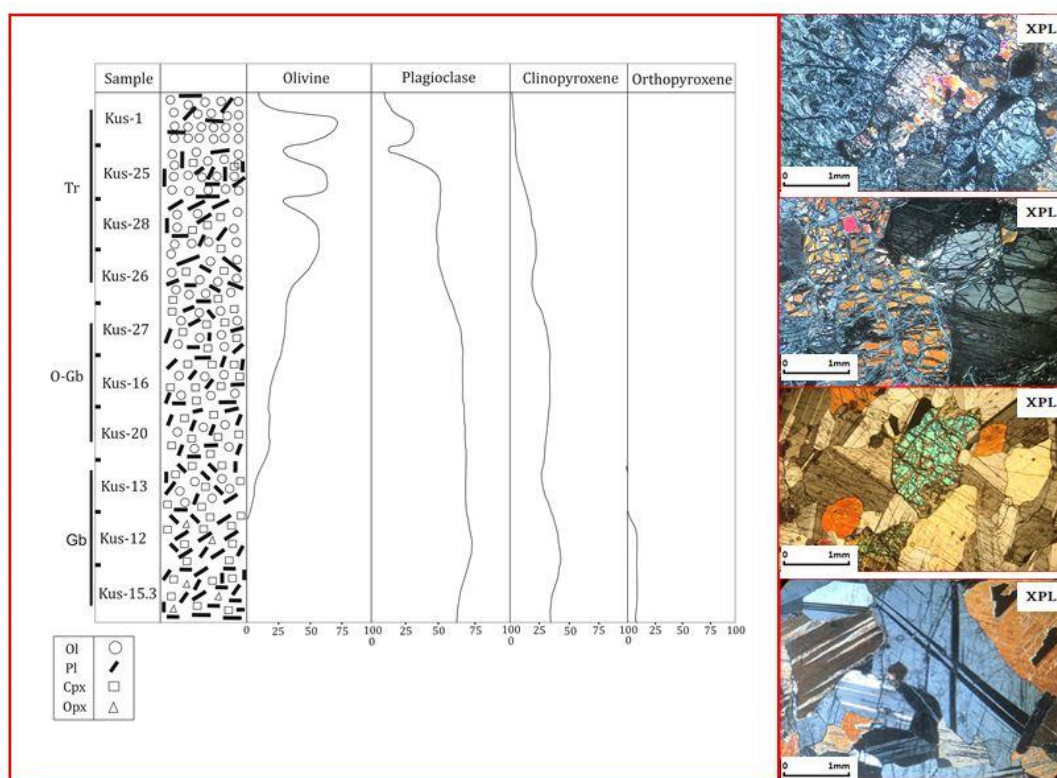 Sample Olivine Plagioclase Clinopyroxene Orthopyroxene
Kus-1
Kus-25
Tr
Kus-28
Kus-26
Kus-27
O-Gb
Kus-16
Kus-20
Kus-13
Gb
Kus-12
Kus-15.3
0 25 50 75 100 0 25 50 75 100 0 25 50 75 100 0 25 50 75 100
Ol
Pl
Cpx
Opx
XPL
0 1mm
XPL
0 1mm
XPL
0 1mm
XPL
0 1mm